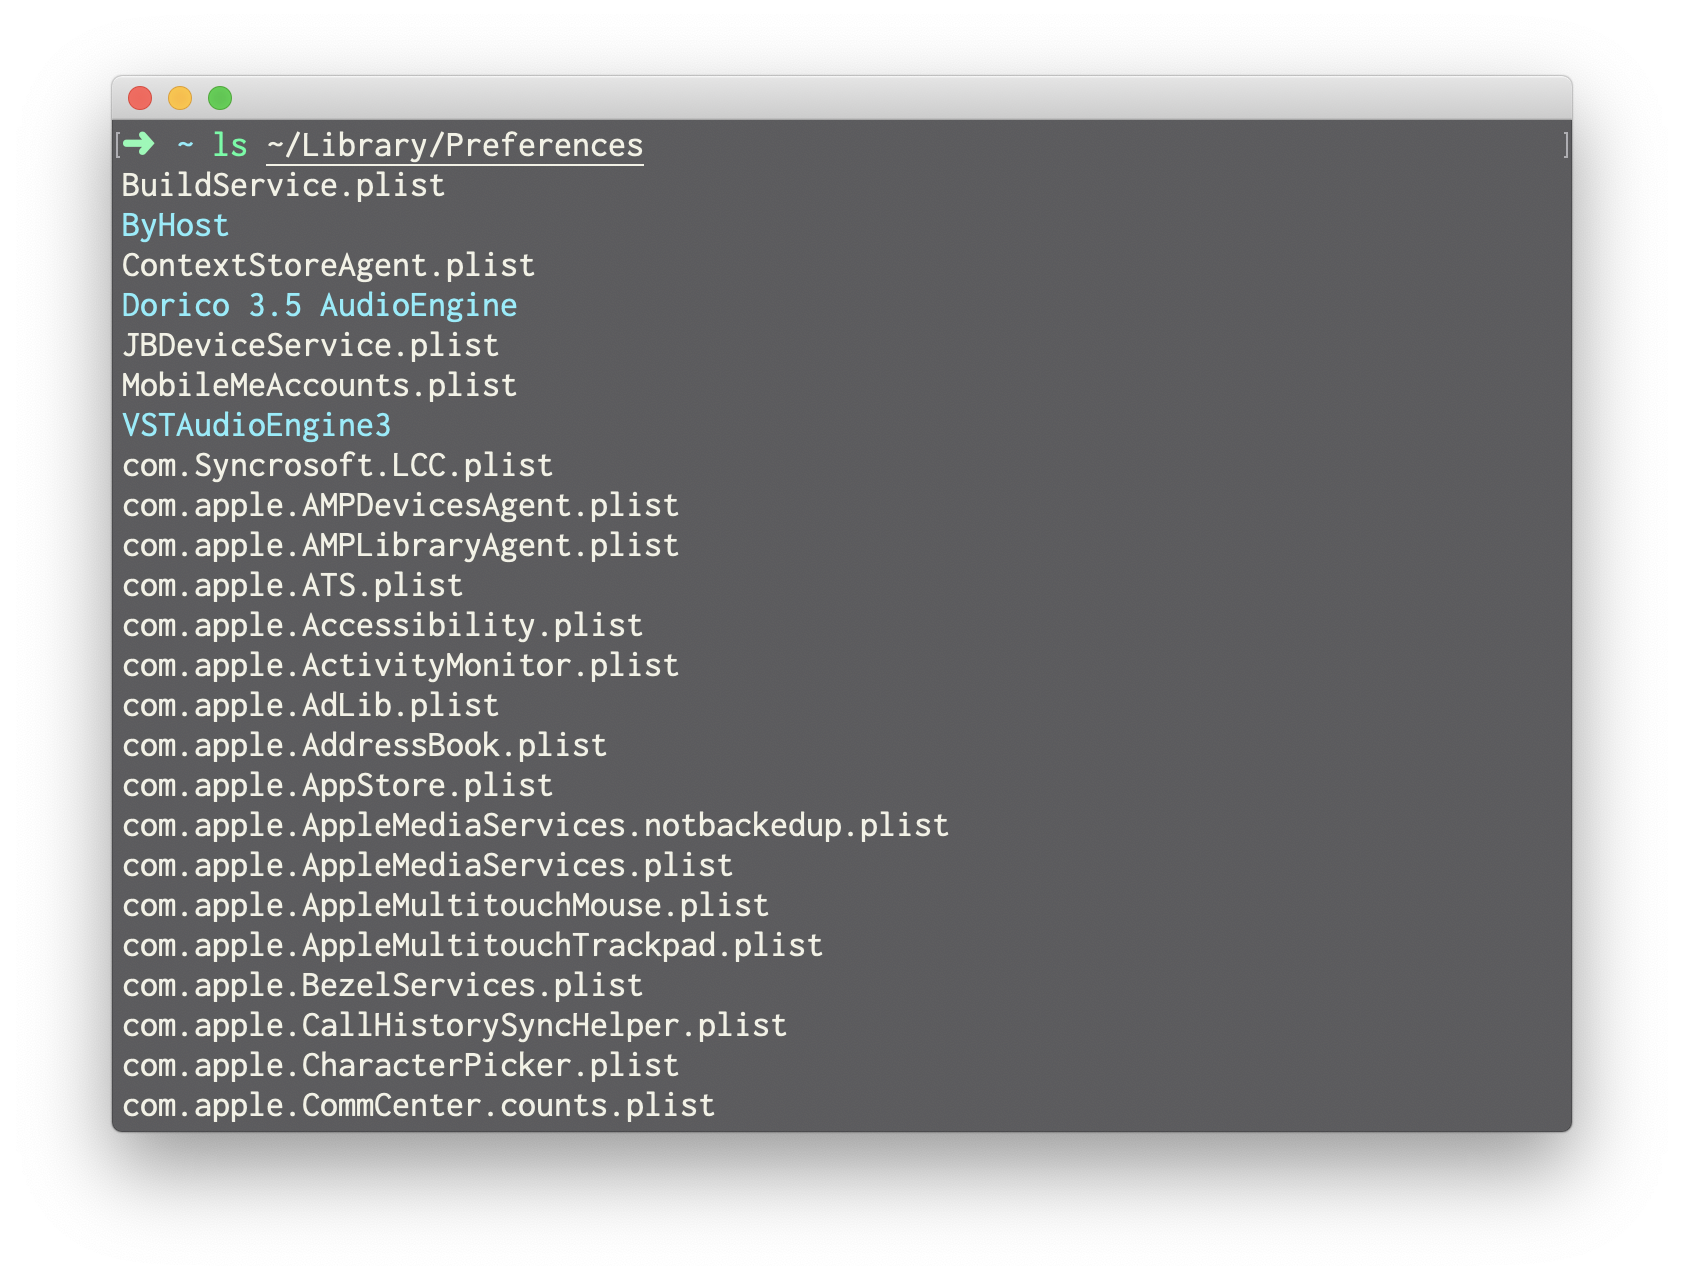 [➜ ~ ls ~/Library/Preferences ]
BuildService.plist
ByHost
ContextStoreAgent.plist
Dorico 3.5 AudioEngine
JBDeviceService.plist
MobileMeAccounts.plist
VSTAudioEngine3
com.Syncrosoft.LCC.plist
com.apple.AMPDevicesAgent.plist
com.apple.AMPLibraryAgent.plist
com.apple.ATS.plist
com.apple.Accessibility.plist
com.apple.ActivityMonitor.plist
com.apple.AdLib.plist
com.apple.AddressBook.plist
com.apple.AppStore.plist
com.apple.AppleMediaServices.notbackedup.plist
com.apple.AppleMediaServices.plist
com.apple.AppleMultitouchMouse.plist
com.apple.AppleMultitouchTrackpad.plist
com.apple.BezelServices.plist
com.apple.CallHistorySyncHelper.plist
com.apple.CharacterPicker.plist
com.apple.CommCenter.counts.plist